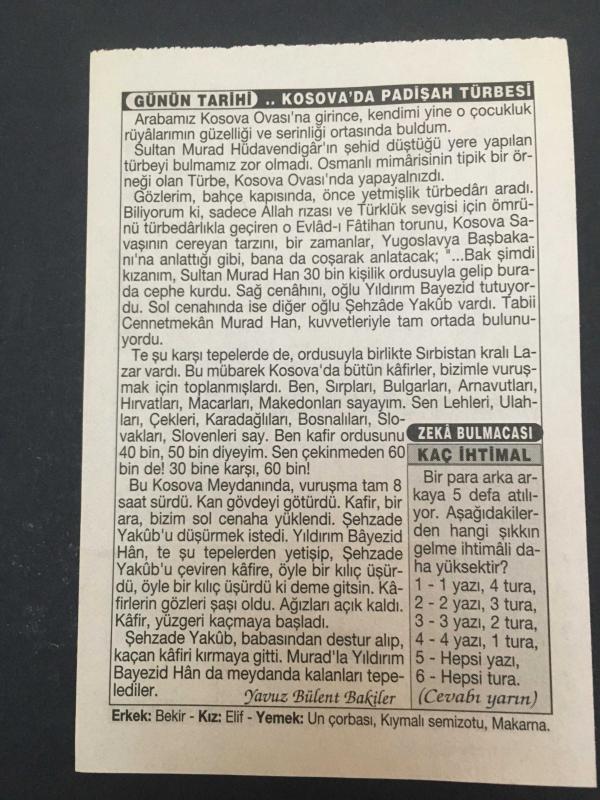 GÜNÜN TARİHİ .. KOSOVA'DA PADİŞAH TÜRBESİ
Arabamız Kosova Ovası'na girince, kendimi yine o çocukluk
rüyâlarımın güzelliği ve serinliği ortasında buldum.
Sultan Murad Hüdavendigâr'ın şehid düştüğü yere yapılan
türbeyi bulmamız zor olmadı. Osmanlı mimârisinin tipik bir ör-
neği olan Türbe, Kosova Ovası'nda yapayalnızdı.
Gözlerim, bahçe kapısında, önce yetmişlik türbedârı aradı.
Biliyorum ki, sadece Allah rızası ve Türklük sevgisi için ömrü-
nü türbedârlıkla geçiren o Evlâd-ı Fâtihan torunu, Kosova Sa-
vaşının cereyan tarzını, bir zamanlar, Yugoslavya Başbaka-
nı'na anlattığı gibi, bana da coşarak anlatacak; "...Bak şimdi
kızanım, Sultan Murad Han 30 bin kişilik ordusuyla gelip bura-
da cephe kurdu. Sağ cenâhını, oğlu Yıldırım Bayezid tutuyor-
du. Sol cenahında ise diğer oğlu Şehzâde Yakûb vardı. Tabii
Cennetmekân Murad Han, kuvvetleriyle tam ortada bulunu-
yordu.
Te şu karşı tepelerde de, ordusuyla birlikte Sırbistan kralı La-
zar vardı. Bu mübarek Kosova'da bütün kâfirler, bizimle vuruş-
mak için toplanmışlardı. Ben, Sırpları, Bulgarları, Arnavutları,
Hırvatları, Macarları, Makedonları sayayım. Sen Lehleri, Ulah-
ları, Çekleri, Karadağlıları, Bosnalıları, Slo-
vakları, Slovenleri say. Ben kafir ordusunu
40 bin, 50 bin diyeyim. Sen çekinmeden 60
bin de! 30 bine karşı, 60 bin!
Bu Kosova Meydanında, vuruşma tam 8
saat sürdü. Kan gövdeyi götürdü. Kafir, bir
ara, bizim sol cenaha yüklendi. Şehzade
Yakûb'u düşürmek istedi. Yıldırım Bâyezid
Hân, te şu tepelerden yetişip, Şehzade
Yakûb'u çeviren kâfire, öyle bir kılıç üşür-
dü, öyle bir kılıç üşürdü ki deme gitsin. Kâ-
firlerin gözleri şaşı oldu. Ağızları açık kaldı.
Kâfir, yüzgeri kaçmaya başladı.
Şehzade Yakûb, babasından destur alıp,
kaçan kâfiri kırmaya gitti. Murad'la Yıldırım
Bayezid Hân da meydanda kalanları tepe-
lediler.
Yavuz Bülent Bakiler
ZEKÂ BULMACASI
KAÇ İHTİMAL
Bir para arka ar-
kaya 5 defa atılı-
yor. Aşağıdakiler-
den hangi şıkkın
gelme ihtimâli da-
ha yüksektir?
1 - 1 yazı, 4 tura,
2 - 2 yazı, 3 tura,
3 - 3 yazı, 2 tura,
4 - 4 yazı, 1 tura,
5 - Hepsi yazı,
6 - Hepsi tura.
(Cevabı yarın)
Erkek: Bekir - Kız: Elif - Yemek: Un çorbası, Kıymalı semizotu, Makarna.